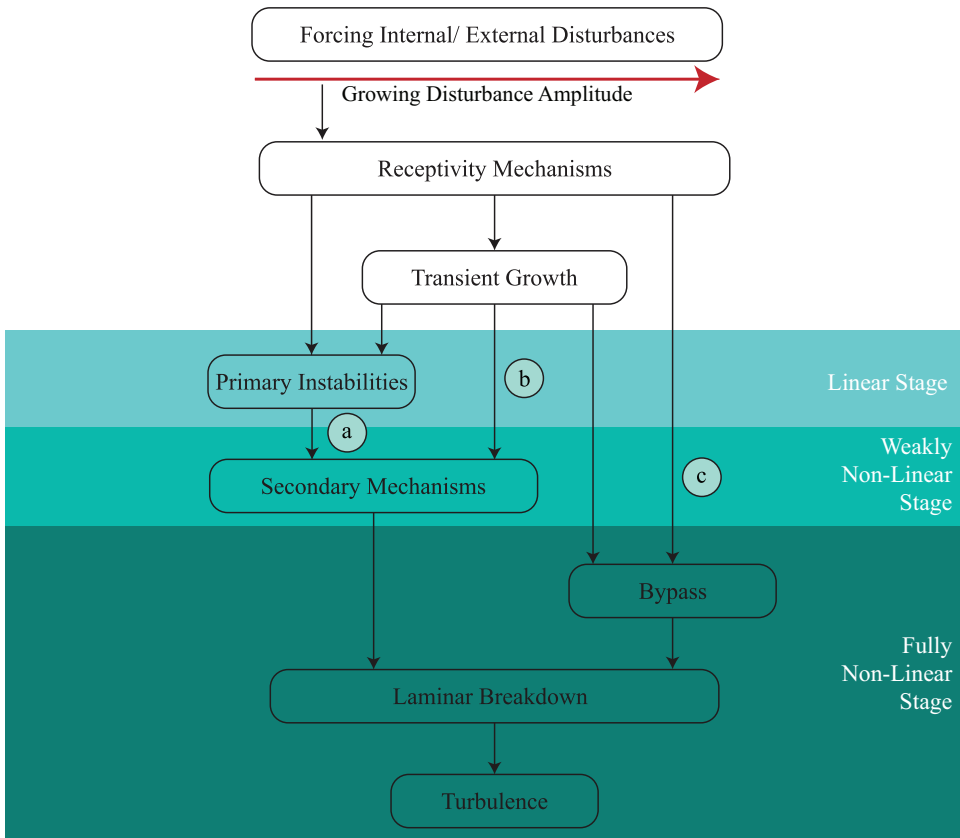 Forcing Internal/ External Disturbances
Growing Disturbance Amplitude
Receptivity Mechanisms
Transient Growth
Primary Instabilities
b
Linear Stage
a
Weakly
Non-Linear
Stage
Secondary Mechanisms
c
Bypass
Fully
Non-Linear
Stage
Laminar Breakdown
Turbulence